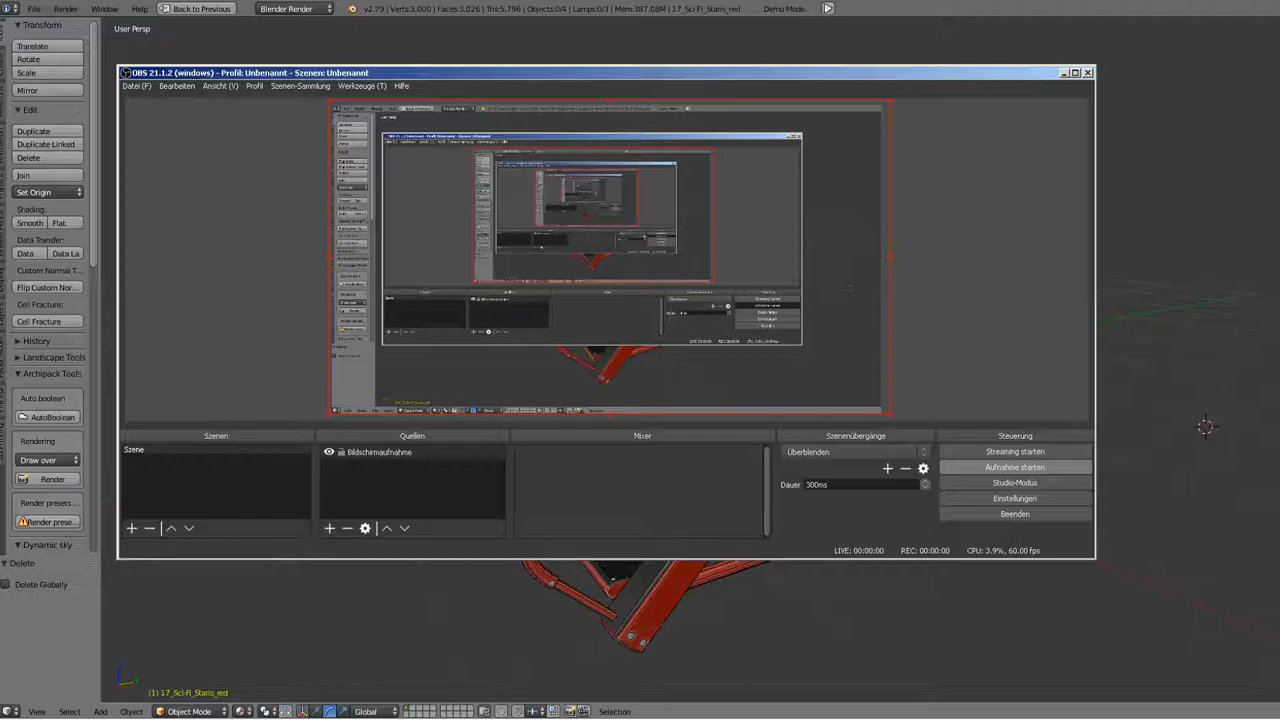 File Render Window Help Back to Previous Blender Render v2.79 | Verts:3,000 | Faces:3,026 | Tris:5,796 | Objects:0/4 | Lamps:0/3 | Mem:387.08M | 17_Sci-Fi_Staris_red Demo Mode
User Persp
Transform
Translate
Rotate
Scale
Mirror
Edit
Duplicate
Duplicate Linked
Delete
Join
Set Origin
Shading:
Smooth Flat
Data Transfer:
Data Data La
Custom Normal T...
Flip Custom Nor...
Cell Fracture:
Cell Fracture
History
Landscape Tools
Archipack Tools
Auto boolean
AutoBoolean
Rendering
Draw over
Render
Render presets...
Render prese...
Dynamic sky
Delete
Delete Globally
OBS 21.1.2 (windows) - Profil: Unbenannt - Szenen: Unbenannt
Datei (F) Bearbeiten Ansicht (V) Profil Szenen-Sammlung Werkzeuge (T) Hilfe
Szenen Quellen Mixer Szenenübergänge Steuerung
Szene
Bildschirmaufnahme
Überblenden
Dauer 300ms
Streaming starten
Aufnahme starten
Studio-Modus
Einstellungen
Beenden
LIVE: 00:00:00 REC: 00:00:00 CPU: 3.9%, 60.00 fps
(1) 17_Sci-Fi_Staris_red
View Select Add Object Object Mode Global Selection